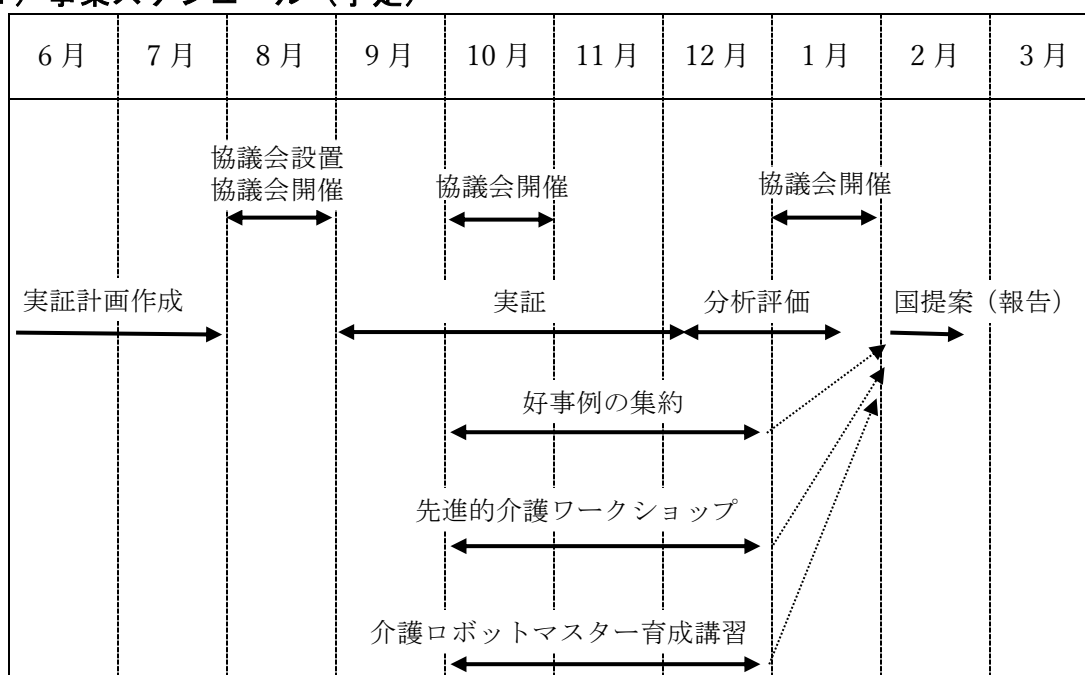 事業スケジュール（予定）
6月 7月 8月 9月 10月 11月 12月 1月 2月 3月
協議会設置
協議会開催 協議会開催 協議会開催
実証計画作成 実証 分析評価 国提案（報告）
好事例の集約
先進的介護ワークショップ
介護ロボットマスター育成講習